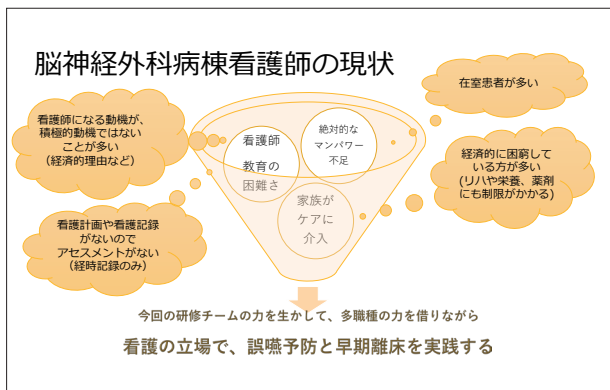 脳神経外科病棟看護師の現状
在室患者が多い
看護師になる動機が、
積極的動機ではない
ことが多い
(経済的理由など)
看護師
教育の
困難さ
絶対的な
マンパワー
不足
経済的に困窮して
いる方が多い
(リハや栄養、薬剤
にも制限がかかる)
家族が
ケアに
介入
看護計画や看護記録
がないので
アセスメントがない
(経時記録のみ)
今回の研修チームの力を生かして、多職種の力を借りながら
看護の立場で、誤嚥予防と早期離床を実践する